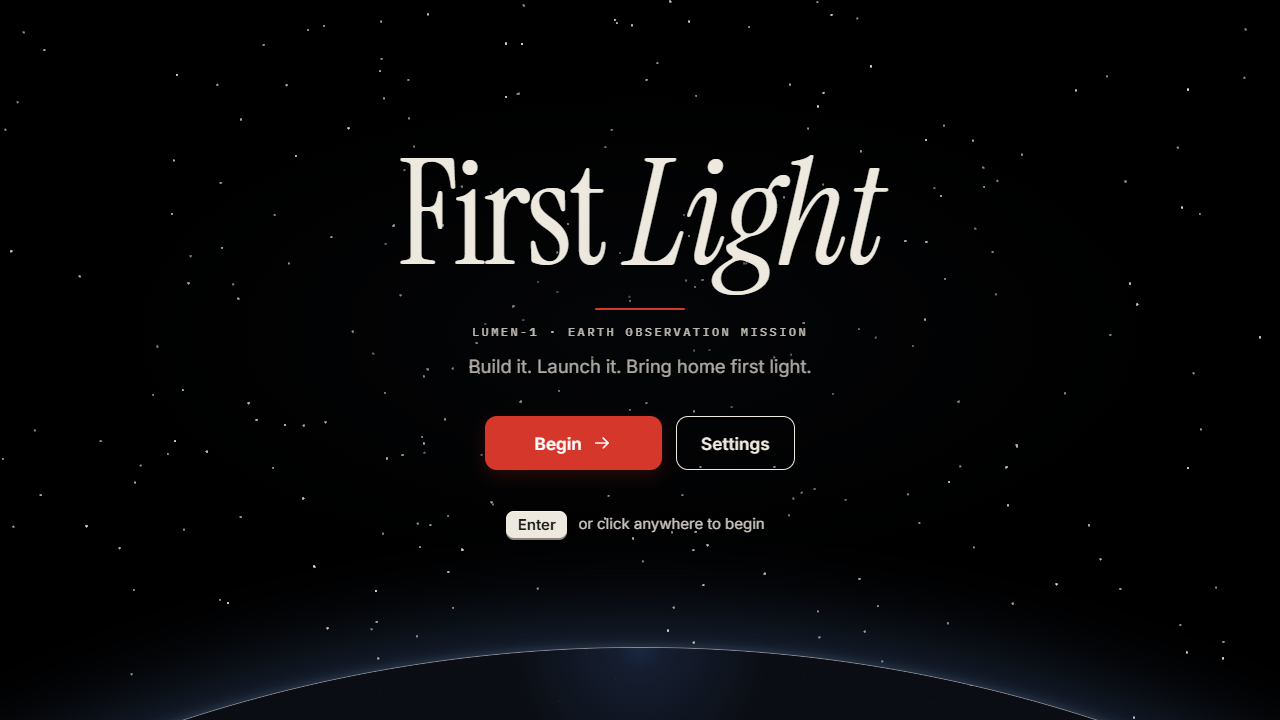 First Light
LUMEN-1 · EARTH OBSERVATION MISSION
Build it. Launch it. Bring home first light.
Begin → Settings
Enter or click anywhere to begin